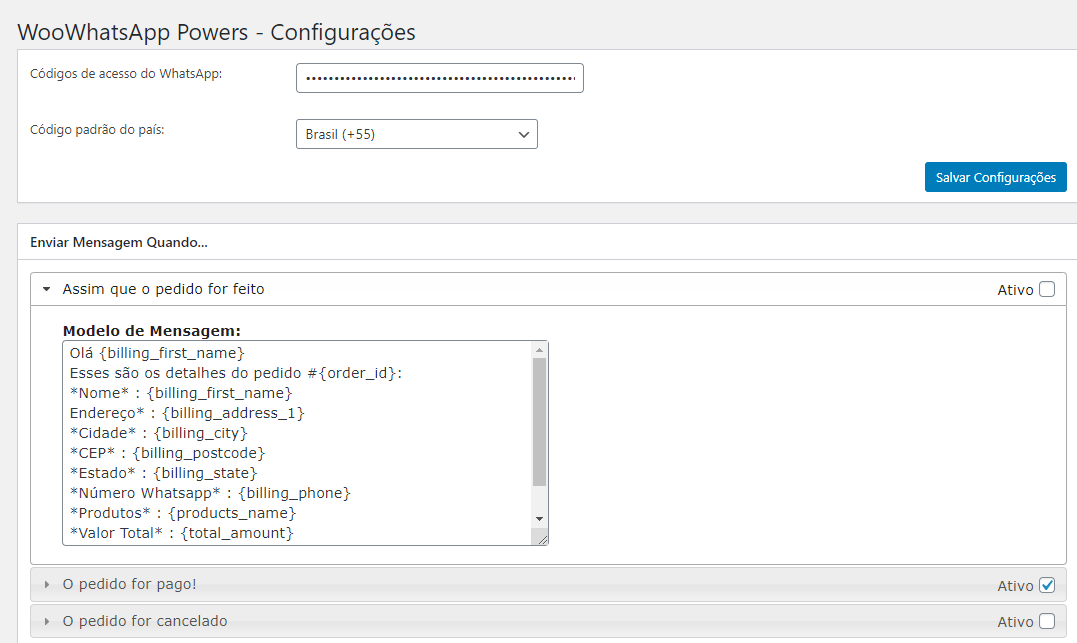 WooWhatsApp Powers - Configurações
Códigos de acesso do WhatsApp:
Código padrão do país:
Brasil (+55)
Salvar Configurações
Enviar Mensagem Quando...
Assim que o pedido for feito
Ativo
Modelo de Mensagem:
Olá {billing_first_name}
Esses são os detalhes do pedido #{order_id}:
*Nome* : {billing_first_name}
Endereço* : {billing_address_1}
*Cidade* : {billing_city}
*CEP* : {billing_postcode}
*Estado* : {billing_state}
*Número Whatsapp* : {billing_phone}
*Produtos* : {products_name}
*Valor Total* : {total_amount}
O pedido for pago!
Ativo
O pedido for cancelado
Ativo